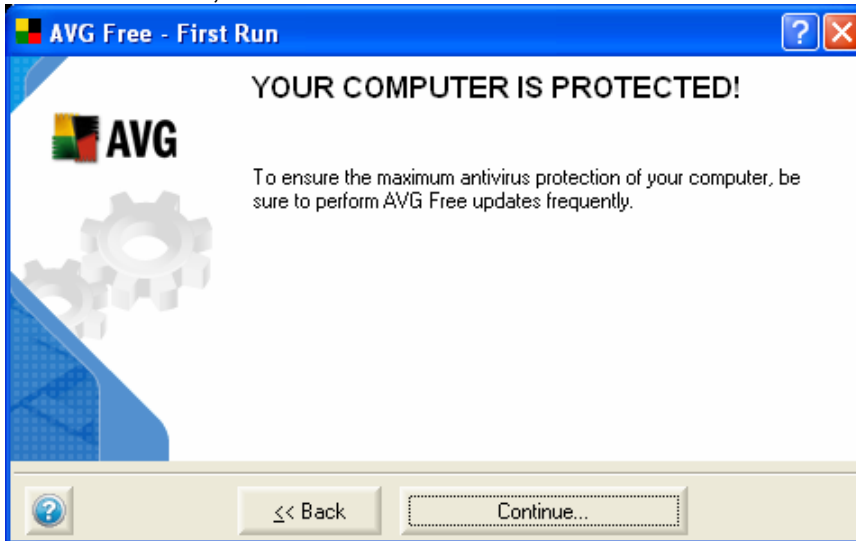 AVG Free - First Run
YOUR COMPUTER IS PROTECTED!
AVG
To ensure the maximum antivirus protection of your computer, be
sure to perform AVG Free updates frequently.
<< Back
Continue...